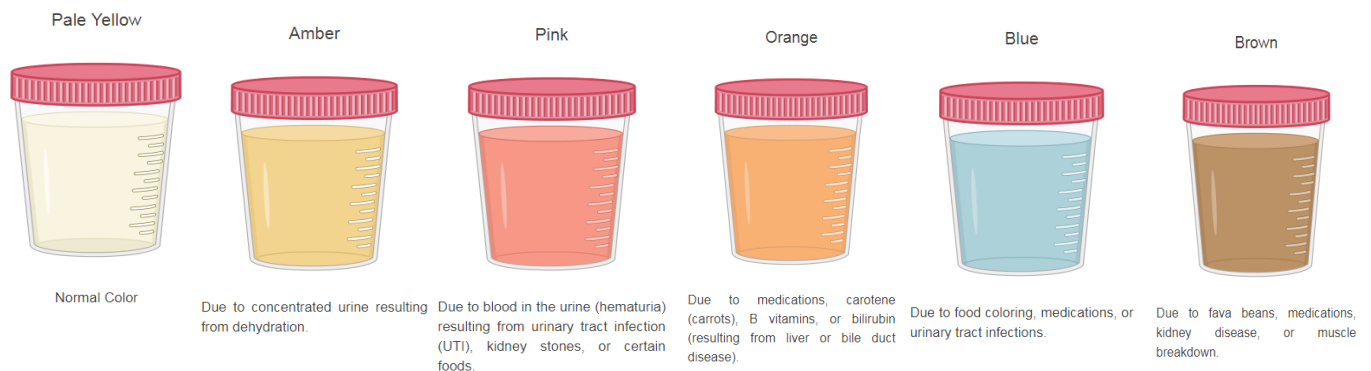 Pale Yellow
Amber
Pink
Orange
Blue
Brown
Normal Color
Due to concentrated urine resulting
from dehydration.
Due to blood in the urine (hematuria)
resulting from urinary tract infection
(UTI), kidney stones, or certain
foods.
Due to medications, carotene
(carrots), B vitamins, or bilirubin
(resulting from liver or bile duct
disease).
Due to food coloring, medications, or
urinary tract infections.
Due to fava beans, medications,
kidney disease, or muscle
breakdown.